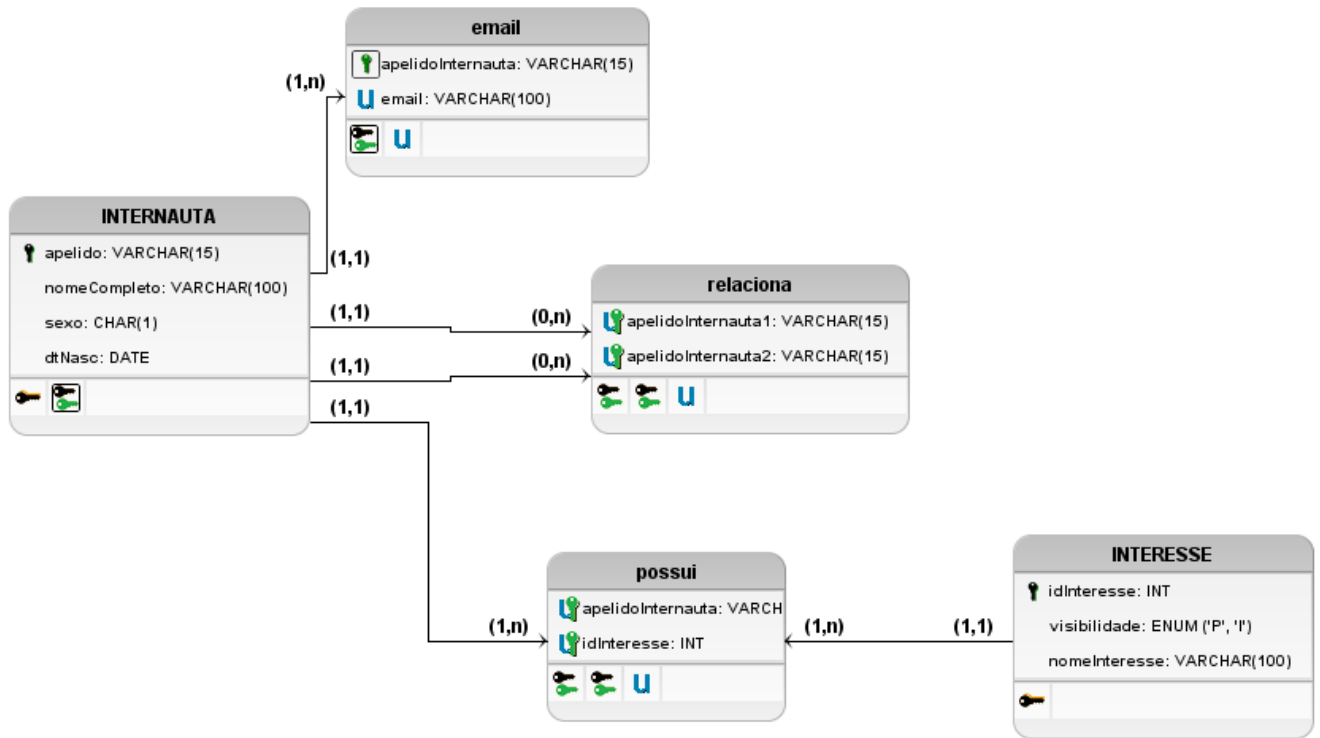 email
apelidoInternauta: VARCHAR(15)
U email: VARCHAR(100)
U
(1,n)
INTERNAUTA
apelido: VARCHAR(15)
nomeCompleto: VARCHAR(100)
sexo: CHAR(1)
dtNasc: DATE
(1,1)
(1,1)
(1,1)
(1,1)
(0,n)
(0,n)
relaciona
U apelidoInternauta1: VARCHAR(15)
U apelidoInternauta2: VARCHAR(15)
U
(1,n)
possui
U apelidoInternauta: VARCH
U idInteresse: INT
U
(1,n)
(1,1)
INTERESSE
idInteresse: INT
visibilidade: ENUM ('P', 'I')
nomeInteresse: VARCHAR(100)